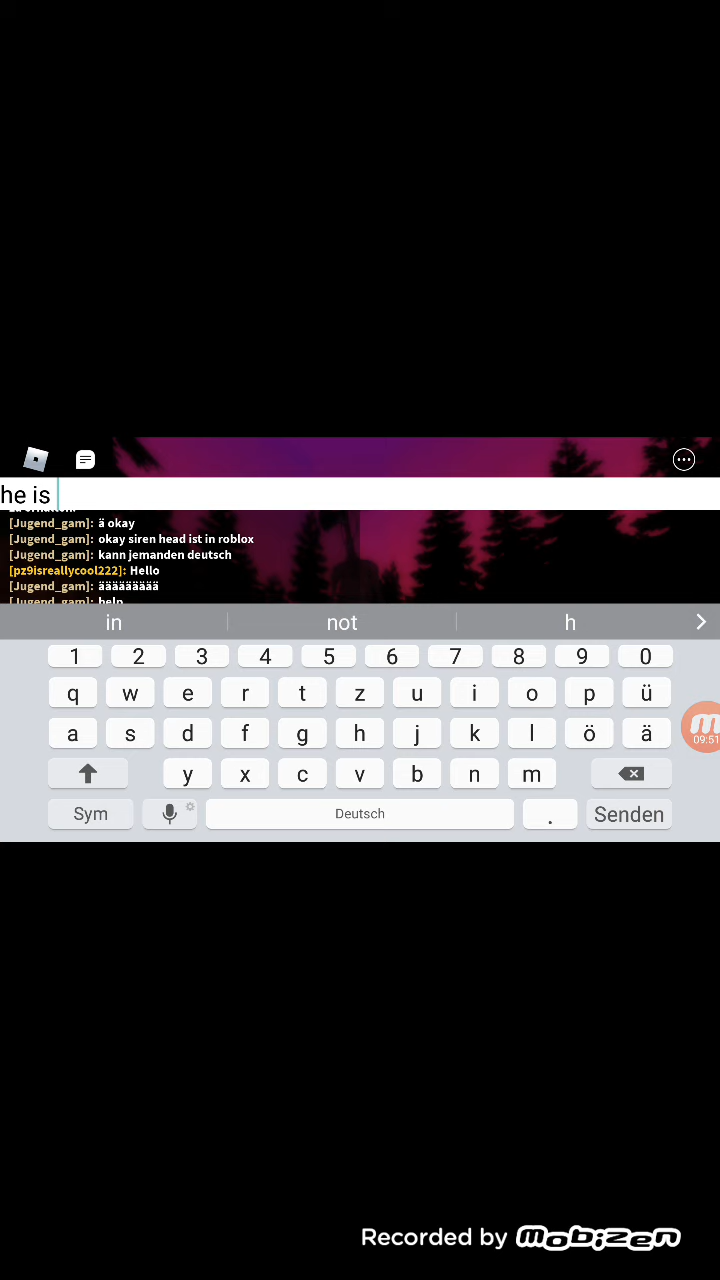 he is
[Jugend_gam]: ä okay
[Jugend_gam]: okay siren head ist in roblox
[Jugend_gam]: kann jemanden deutsch
[pz9isreallycool222]: Hello
[Jugend_gam]: äääääääää
[Jugend_gam]: help
in not h
1 2 3 4 5 6 7 8 9 0
q w e r t z u i o p ü
a s d f g h j k l ö ä
y x c v b n m
Sym Deutsch . Senden
09:51
Recorded by mobizen